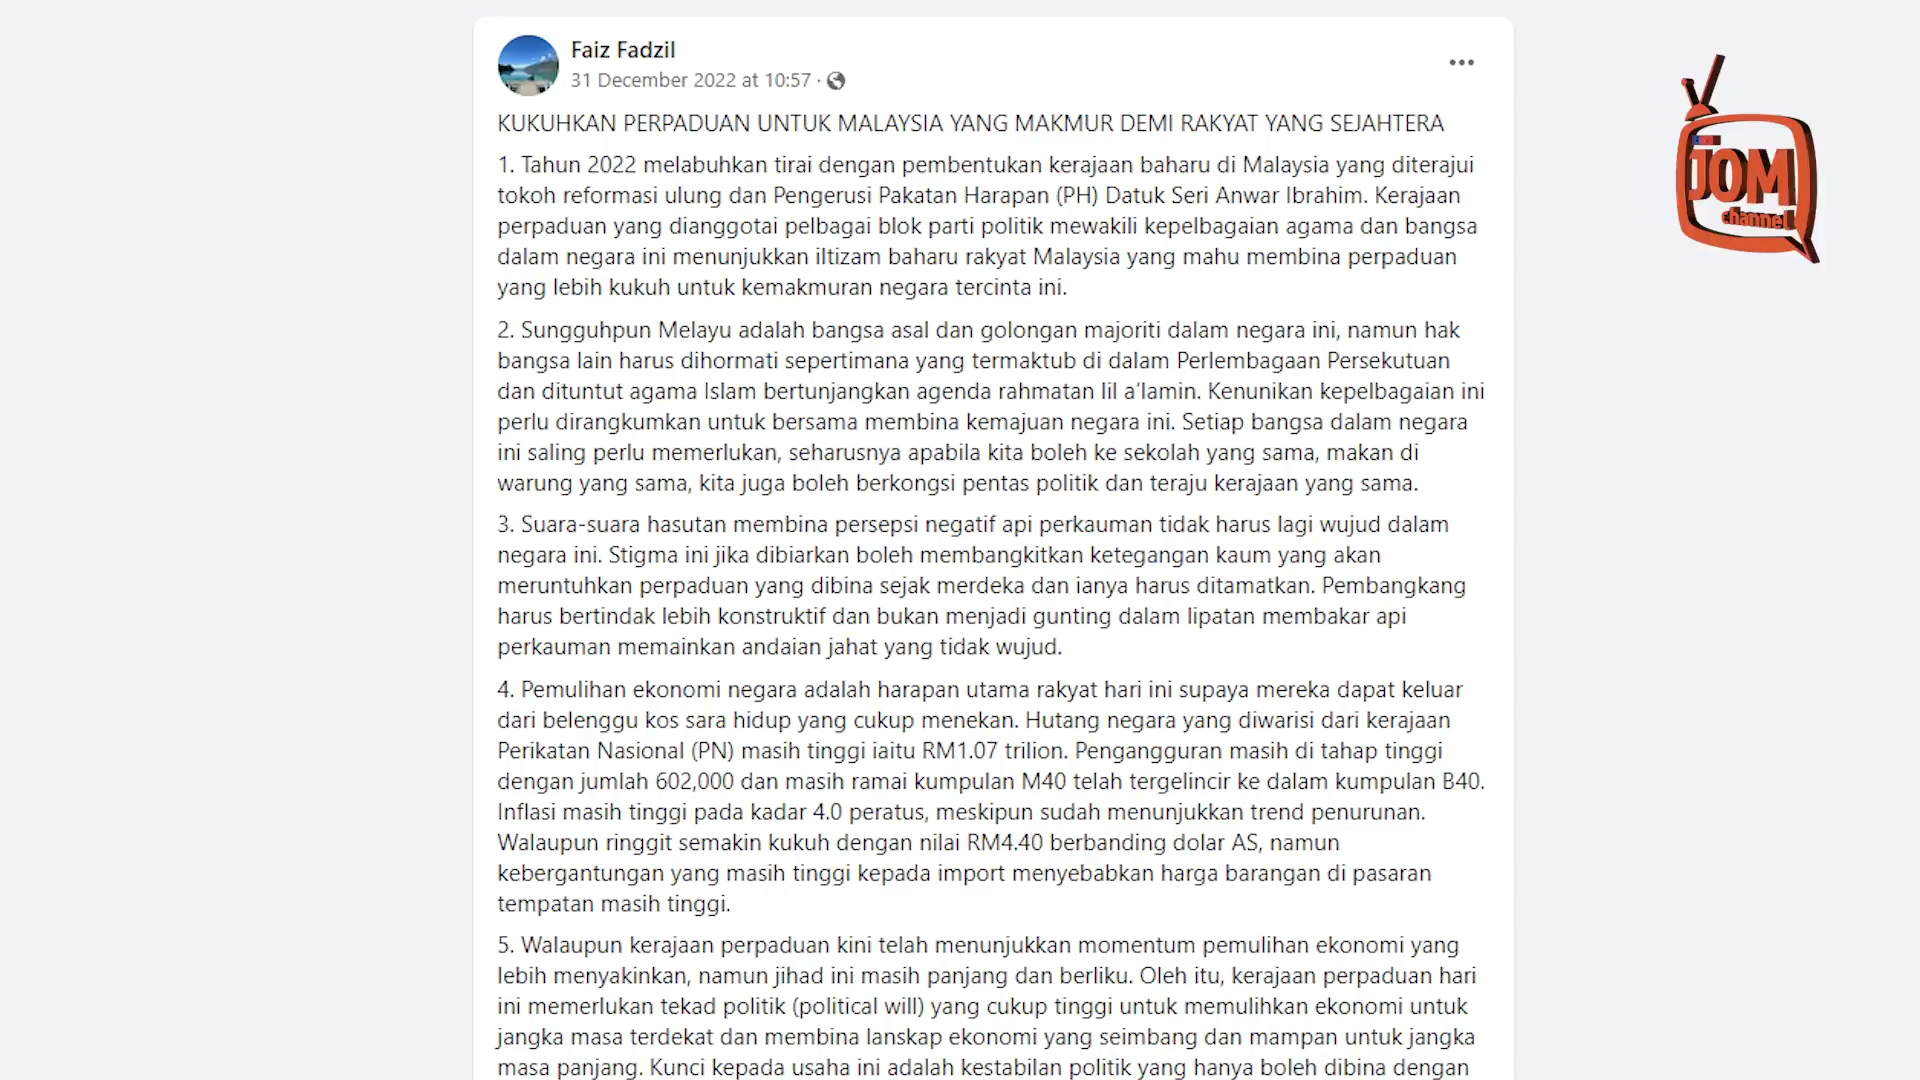 Faiz Fadzil
31 December 2022 at 10:57 ·
KUKUHKAN PERPADUAN UNTUK MALAYSIA YANG MAKMUR DEMI RAKYAT YANG SEJAHTERA
1. Tahun 2022 melabuhkan tirai dengan pembentukan kerajaan baharu di Malaysia yang diterajui
tokoh reformasi ulung dan Pengerusi Pakatan Harapan (PH) Datuk Seri Anwar Ibrahim. Kerajaan
perpaduan yang dianggotai pelbagai blok parti politik mewakili kepelbagaian agama dan bangsa
dalam negara ini menunjukkan iltizam baharu rakyat Malaysia yang mahu membina perpaduan
yang lebih kukuh untuk kemakmuran negara tercinta ini.
2. Sungguhpun Melayu adalah bangsa asal dan golongan majoriti dalam negara ini, namun hak
bangsa lain harus dihormati sepertimana yang termaktub di dalam Perlembagaan Persekutuan
dan dituntut agama Islam bertunjangkan agenda rahmatan lil a’lamin. Kenunikan kepelbagaian ini
perlu dirangkumkan untuk bersama membina kemajuan negara ini. Setiap bangsa dalam negara
ini saling perlu memerlukan, seharusnya apabila kita boleh ke sekolah yang sama, makan di
warung yang sama, kita juga boleh berkongsi pentas politik dan teraju kerajaan yang sama.
3. Suara-suara hasutan membina persepsi negatif api perkauman tidak harus lagi wujud dalam
negara ini. Stigma ini jika dibiarkan boleh membangkitkan ketegangan kaum yang akan
meruntuhkan perpaduan yang dibina sejak merdeka dan ianya harus ditamatkan. Pembangkang
harus bertindak lebih konstruktif dan bukan menjadi gunting dalam lipatan membakar api
perkauman memainkan andaian jahat yang tidak wujud.
4. Pemulihan ekonomi negara adalah harapan utama rakyat hari ini supaya mereka dapat keluar
dari belenggu kos sara hidup yang cukup menekan. Hutang negara yang diwarisi dari kerajaan
Perikatan Nasional (PN) masih tinggi iaitu RM1.07 trilion. Pengangguran masih di tahap tinggi
dengan jumlah 602,000 dan masih ramai kumpulan M40 telah tergelincir ke dalam kumpulan B40.
Inflasi masih tinggi pada kadar 4.0 peratus, meskipun sudah menunjukkan trend penurunan.
Walaupun ringgit semakin kukuh dengan nilai RM4.40 berbanding dolar AS, namun
kebergantungan yang masih tinggi kepada import menyebabkan harga barangan di pasaran
tempatan masih tinggi.
5. Walaupun kerajaan perpaduan kini telah menunjukkan momentum pemulihan ekonomi yang
lebih menyakinkan, namun jihad ini masih panjang dan berliku. Oleh itu, kerajaan perpaduan hari
ini memerlukan tekad politik (political will) yang cukup tinggi untuk memulihkan ekonomi untuk
jangka masa terdekat dan membina lanskap ekonomi yang seimbang dan mampan untuk jangka
masa panjang. Kunci kepada usaha ini adalah kestabilan politik yang hanya boleh dibina dengan
JOM
channel